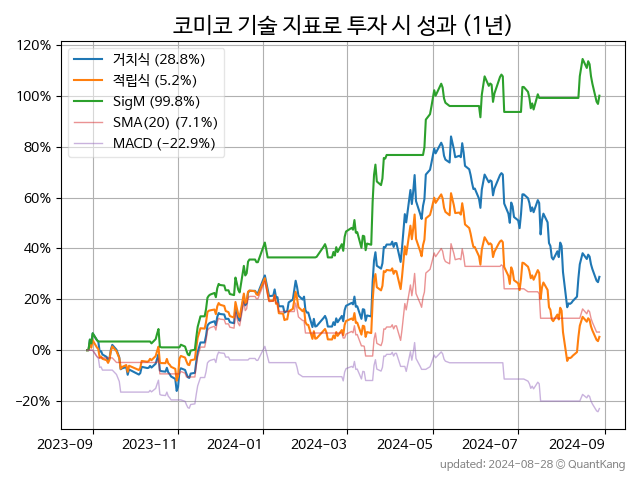 코미코 기술 지표로 투자 시 성과 (1년)
120%
100%
80%
60%
40%
20%
0%
−20%
거치식 (28.8%)
적립식 (5.2%)
SigM (99.8%)
SMA(20) (7.1%)
MACD (−22.9%)
2023-09
2023-11
2024-01
2024-03
2024-05
2024-07
2024-09
updated: 2024-08-28 © QuantKang